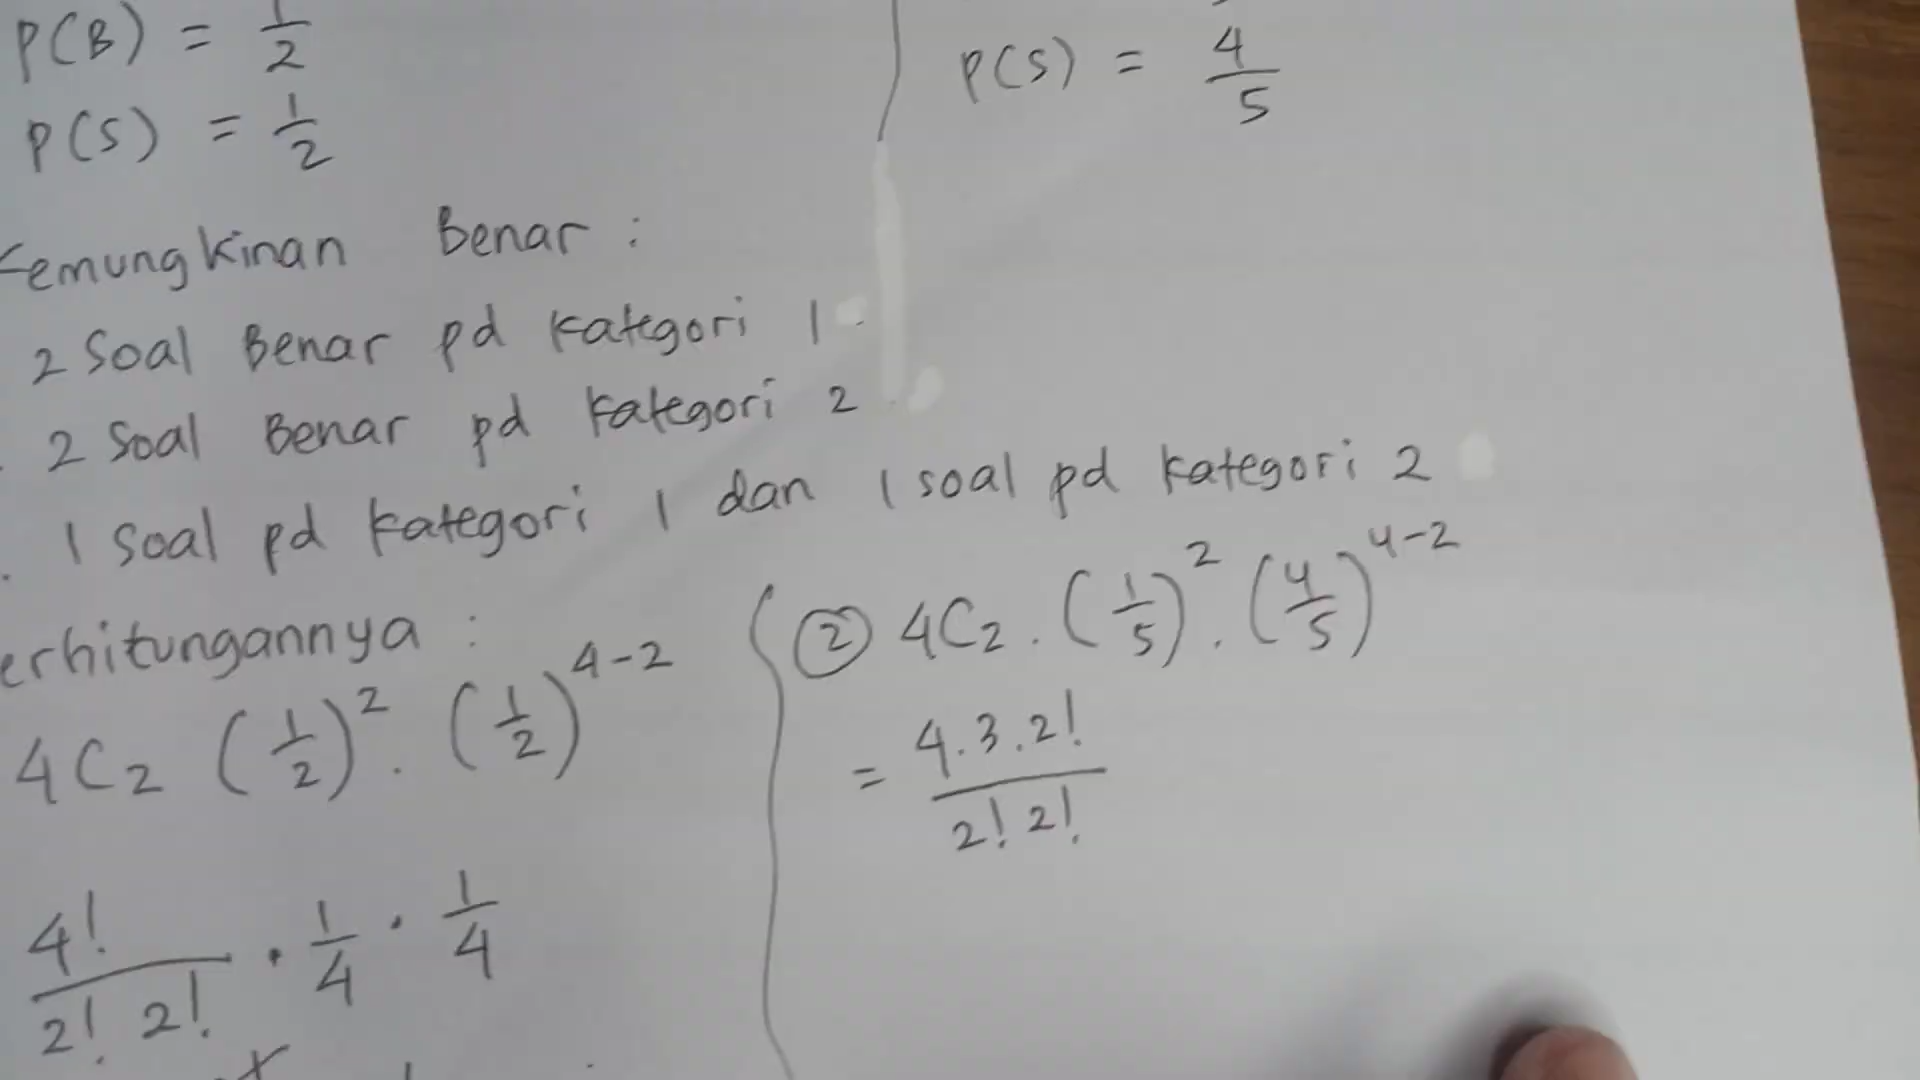 P(B) = 1/2
P(S) = 1/2
P(S) = 4/5
Kemungkinan Benar :
2 Soal Benar pd Kategori 1
2 Soal Benar pd Kategori 2
1 Soal pd Kategori 1 dan 1 soal pd Kategori 2
erhitungannya :
4C₂ (1/2)² . (1/2)⁴⁻²
4! / 2! 2! . 1/4 . 1/4
② 4C₂ . (1/5)² . (4/5)⁴⁻²
= 4.3.2! / 2! 2!